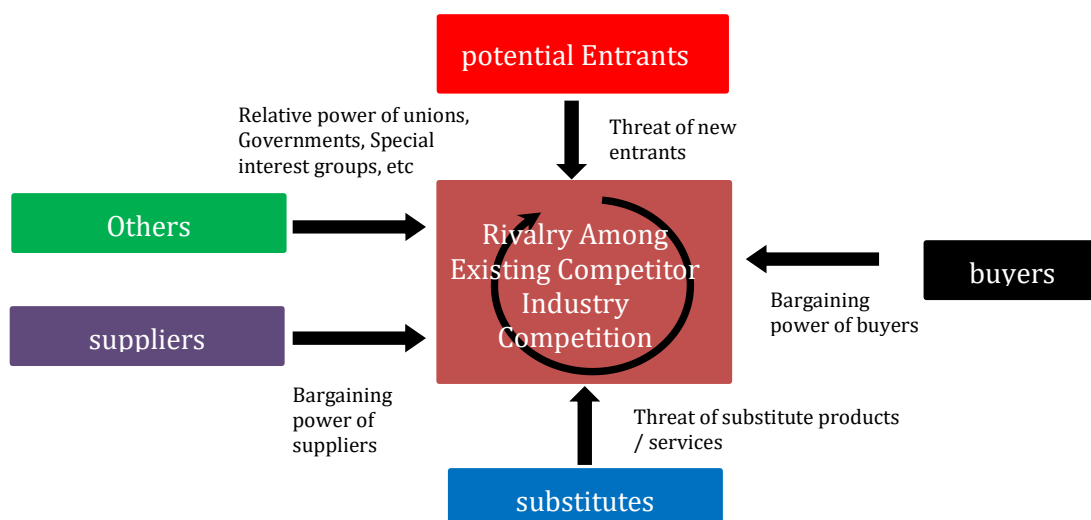 potential Entrants
Relative power of unions,
Governments, Special
interest groups, etc
Threat of new
entrants
Others
Rivalry Among
Existing Competitor
Industry
Competition
buyers
Bargaining
power of buyers
suppliers
Bargaining
power of
suppliers
Threat of substitute products
/ services
substitutes